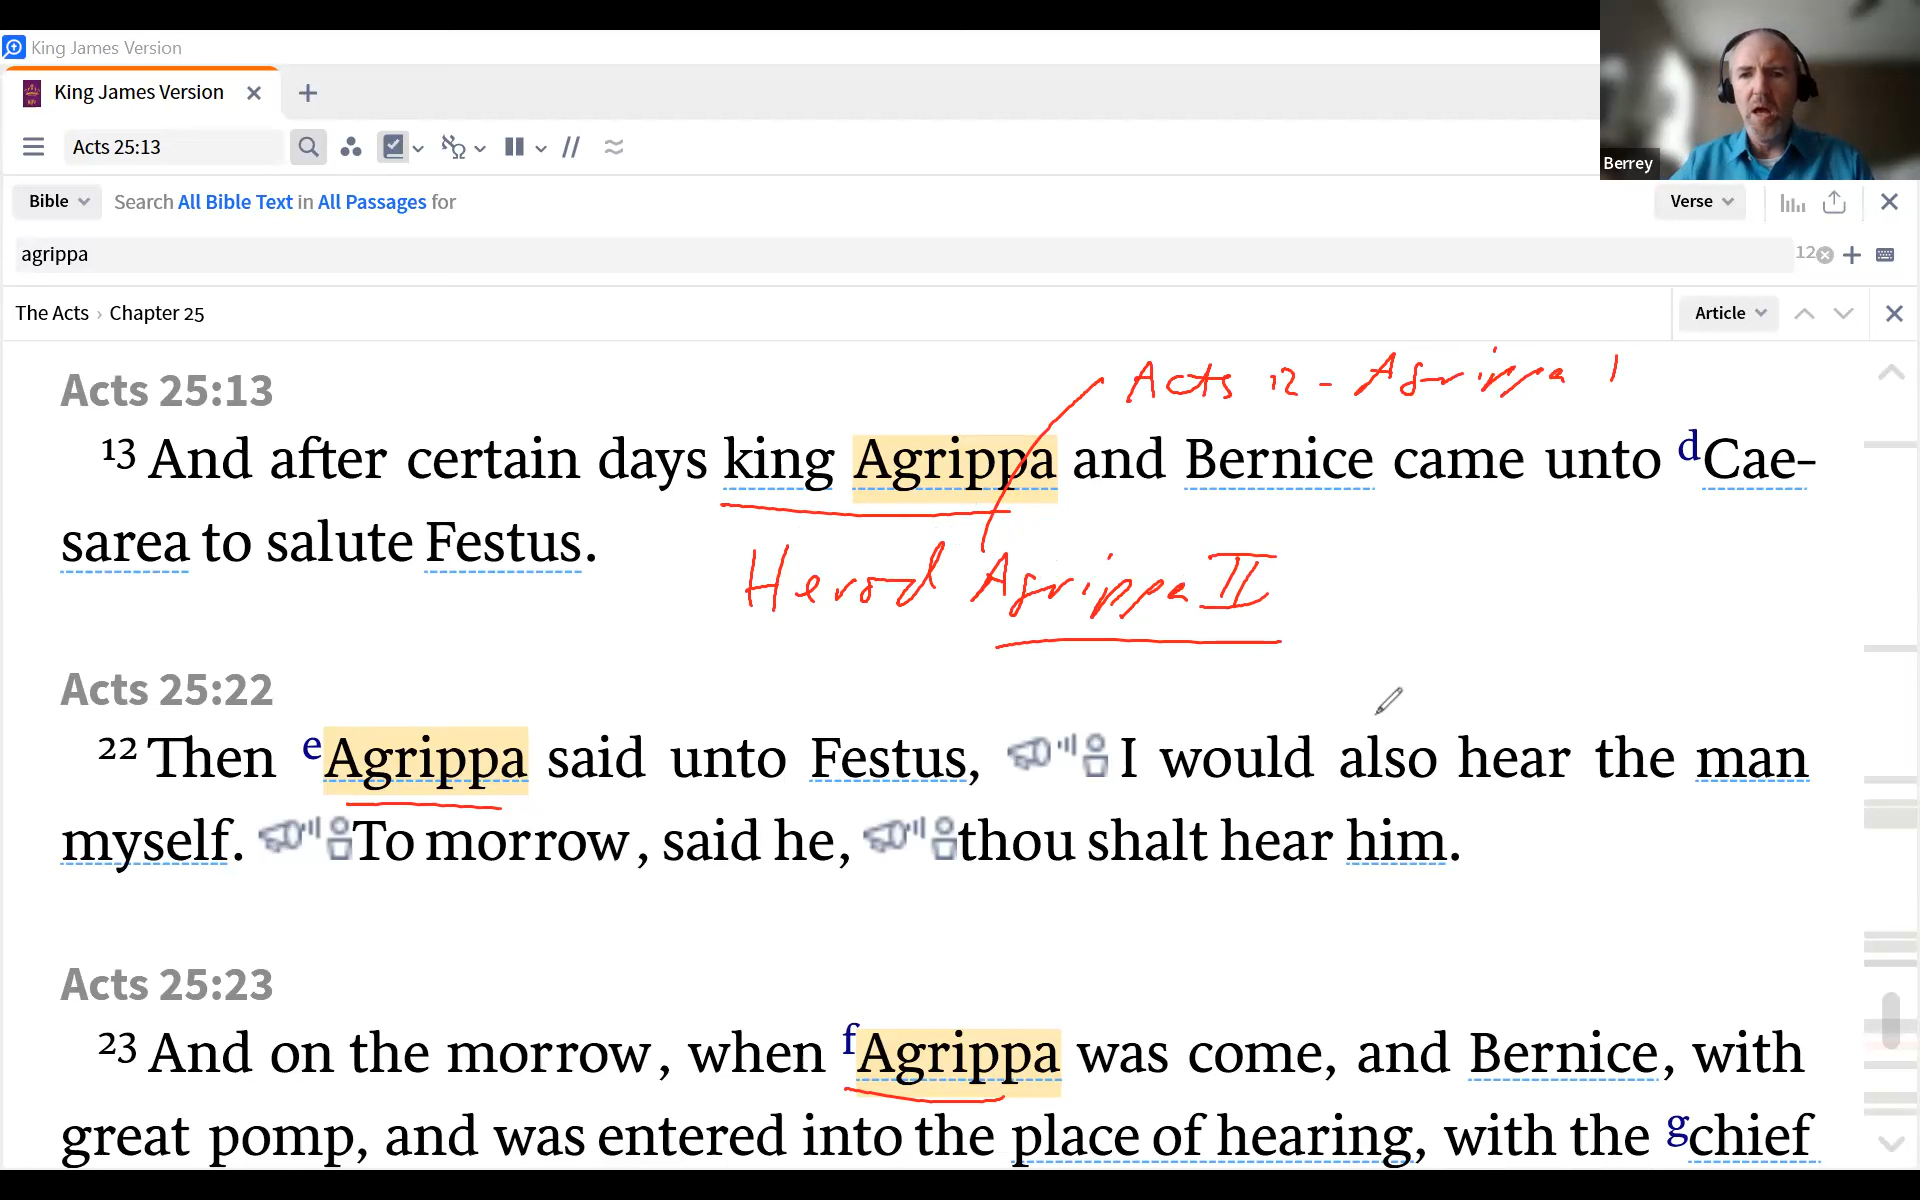 King James Version
King James Version
Acts 25:13
Berrey
Bible Search All Bible Text in All Passages for Verse
agrippa 12
The Acts › Chapter 25 Article
Acts 12 - Agrippa 1
Acts 25:13
13 And after certain days king Agrippa and Bernice came unto dCae-
sarea to salute Festus.
Herod Agrippa II
Acts 25:22
22 Then eAgrippa said unto Festus, I would also hear the man
myself. To morrow, said he, thou shalt hear him.
Acts 25:23
23 And on the morrow, when fAgrippa was come, and Bernice, with
great pomp, and was entered into the place of hearing, with the gchief